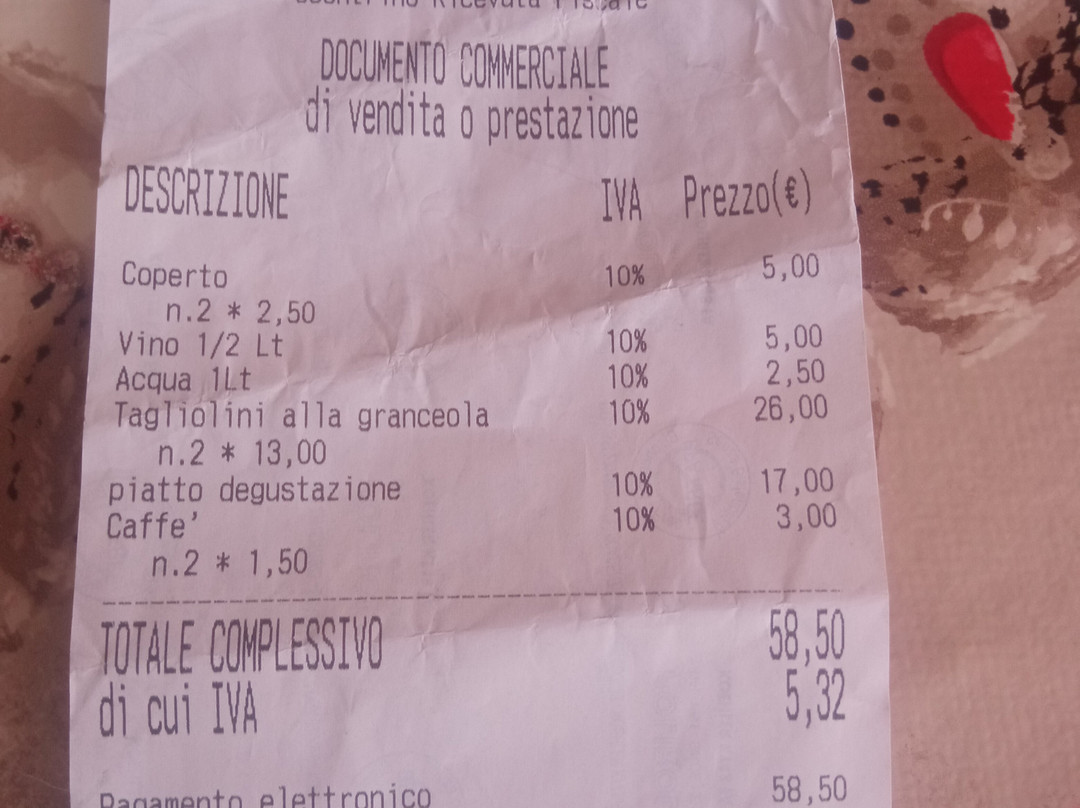 Ricevuta Fiscale
DOCUMENTO COMMERCIALE
di vendita o prestazione
DESCRIZIONE IVA Prezzo(€)
Coperto 10% 5,00
n.2 * 2,50
Vino 1/2 Lt 10% 5,00
Acqua 1Lt 10% 2,50
Tagliolini alla granceola 10% 26,00
n.2 * 13,00
piatto degustazione 10% 17,00
Caffe' 10% 3,00
n.2 * 1,50
TOTALE COMPLESSIVO 58,50
di cui IVA 5,32
Pagamento elettronico 58,50